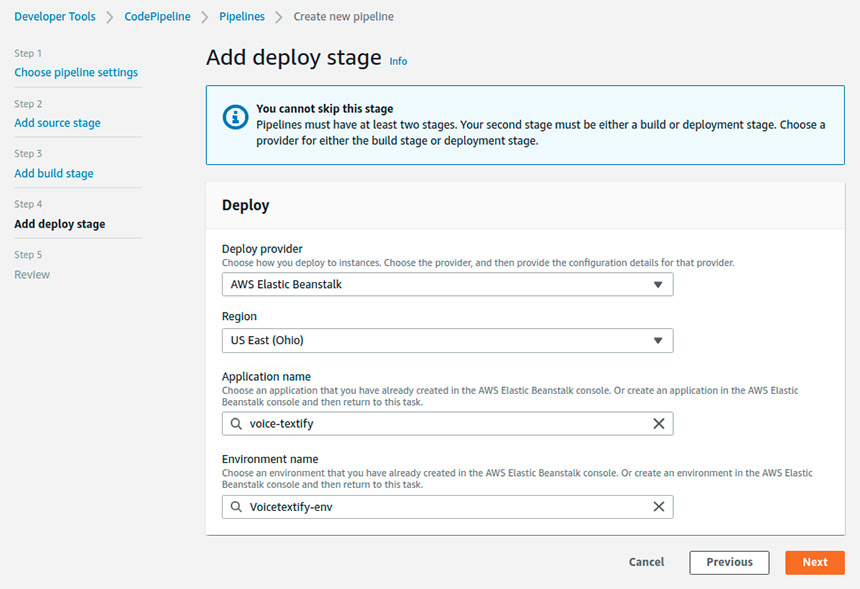 Developer Tools > CodePipeline > Pipelines > Create new pipeline
Step 1
Choose pipeline settings
Step 2
Add source stage
Step 3
Add build stage
Step 4
Add deploy stage
Step 5
Review
Add deploy stage Info
You cannot skip this stage
Pipelines must have at least two stages. Your second stage must be either a build or deployment stage. Choose a
provider for either the build stage or deployment stage.
Deploy
Deploy provider
Choose how you deploy to instances. Choose the provider, and then provide the configuration details for that provider.
AWS Elastic Beanstalk
Region
US East (Ohio)
Application name
Choose an application that you have already created in the AWS Elastic Beanstalk console. Or create an application in the AWS Elastic
Beanstalk console and then return to this task.
voice-textify
Environment name
Choose an environment that you have already created in the AWS Elastic Beanstalk console. Or create an environment in the AWS Elastic
Beanstalk console and then return to this task.
Voicetextify-env
Cancel Previous Next